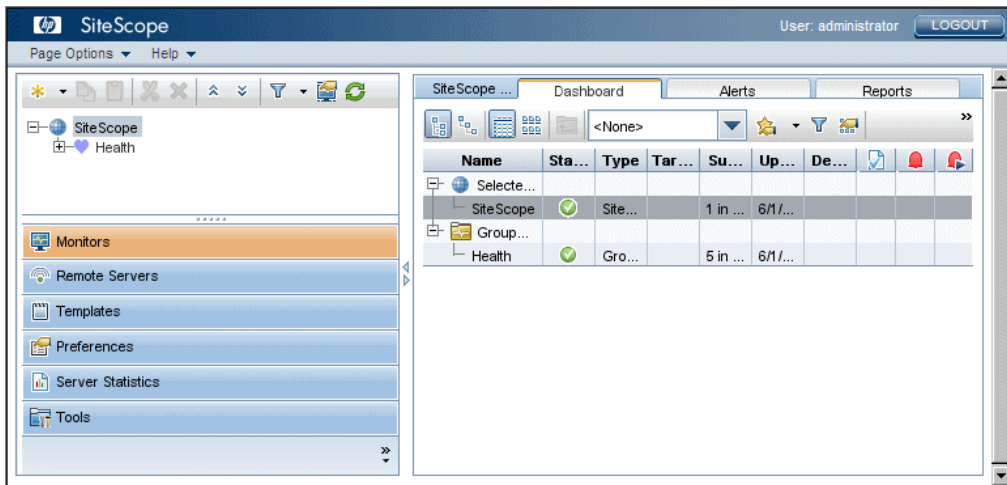 hp SiteScope User: administrator LOGOUT
Page Options Help
SiteScope
Health
Monitors
Remote Servers
Templates
Preferences
Server Statistics
Tools
SiteScope ... Dashboard Alerts Reports
<None>
Name Sta... Type Tar... Su... Up... De...
Selecte...
SiteScope Site... 1 in ... 6/1/...
Group...
Health Gro... 5 in ... 6/1/...